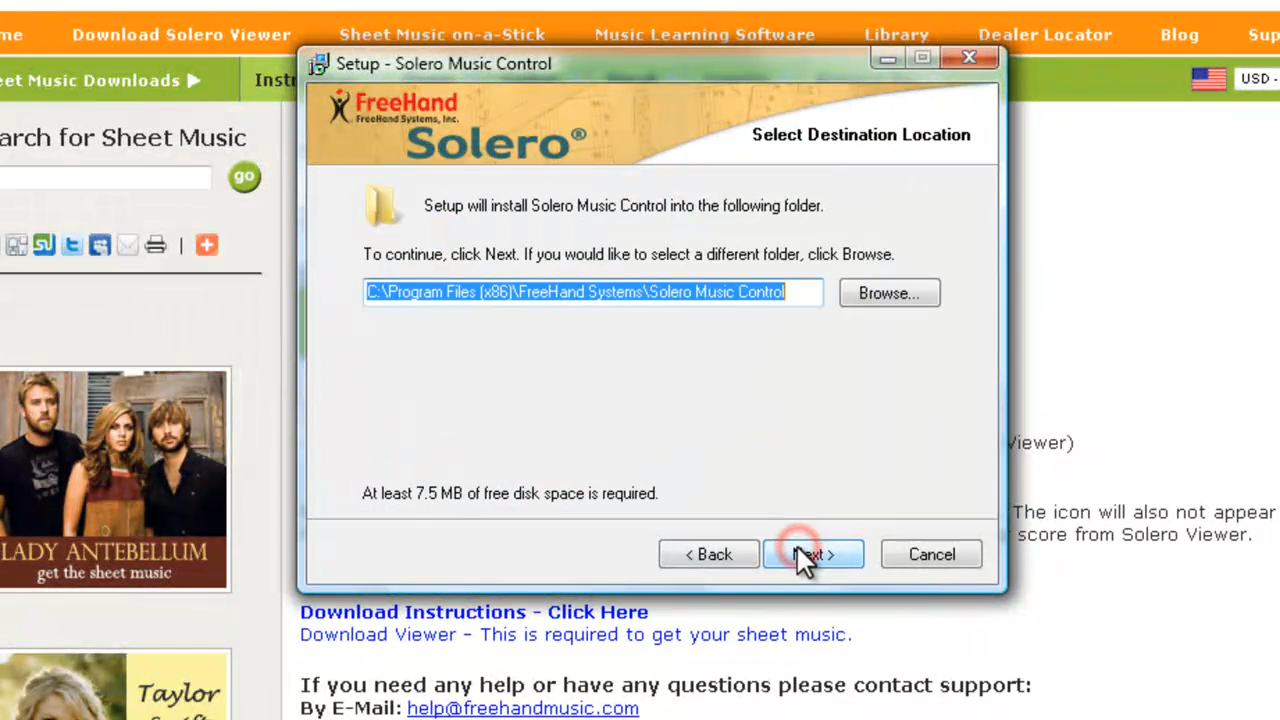 me Download Solero Viewer Sheet Music on-a-Stick Music Learning Software Library Dealer Locator Blog Sup
eet Music Downloads ▶ Inst USD -
arch for Sheet Music
go
Setup - Solero Music Control
FreeHand
FreeHand Systems, Inc.
Solero®
Select Destination Location
Setup will install Solero Music Control into the following folder.
To continue, click Next. If you would like to select a different folder, click Browse.
C:\Program Files (x86)\FreeHand Systems\Solero Music Control
Browse...
At least 7.5 MB of free disk space is required.
< Back Next > Cancel
LADY ANTEBELLUM
get the sheet music
Taylor
Viewer)
The icon will also not appear
score from Solero Viewer.
Download Instructions - Click Here
Download Viewer - This is required to get your sheet music.
If you need any help or have any questions please contact support:
By E-Mail: help@freehandmusic.com